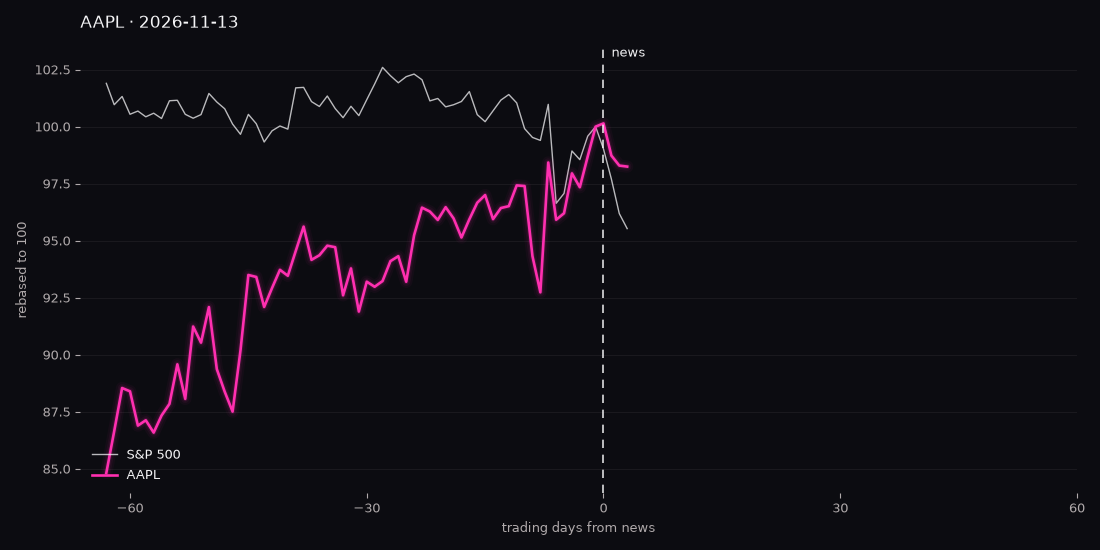 AAPL · 2026-11-13
news
102.5
100.0
97.5
95.0
92.5
90.0
87.5
85.0
rebased to 100
S&P 500
AAPL
−60
−30
0
30
60
trading days from news